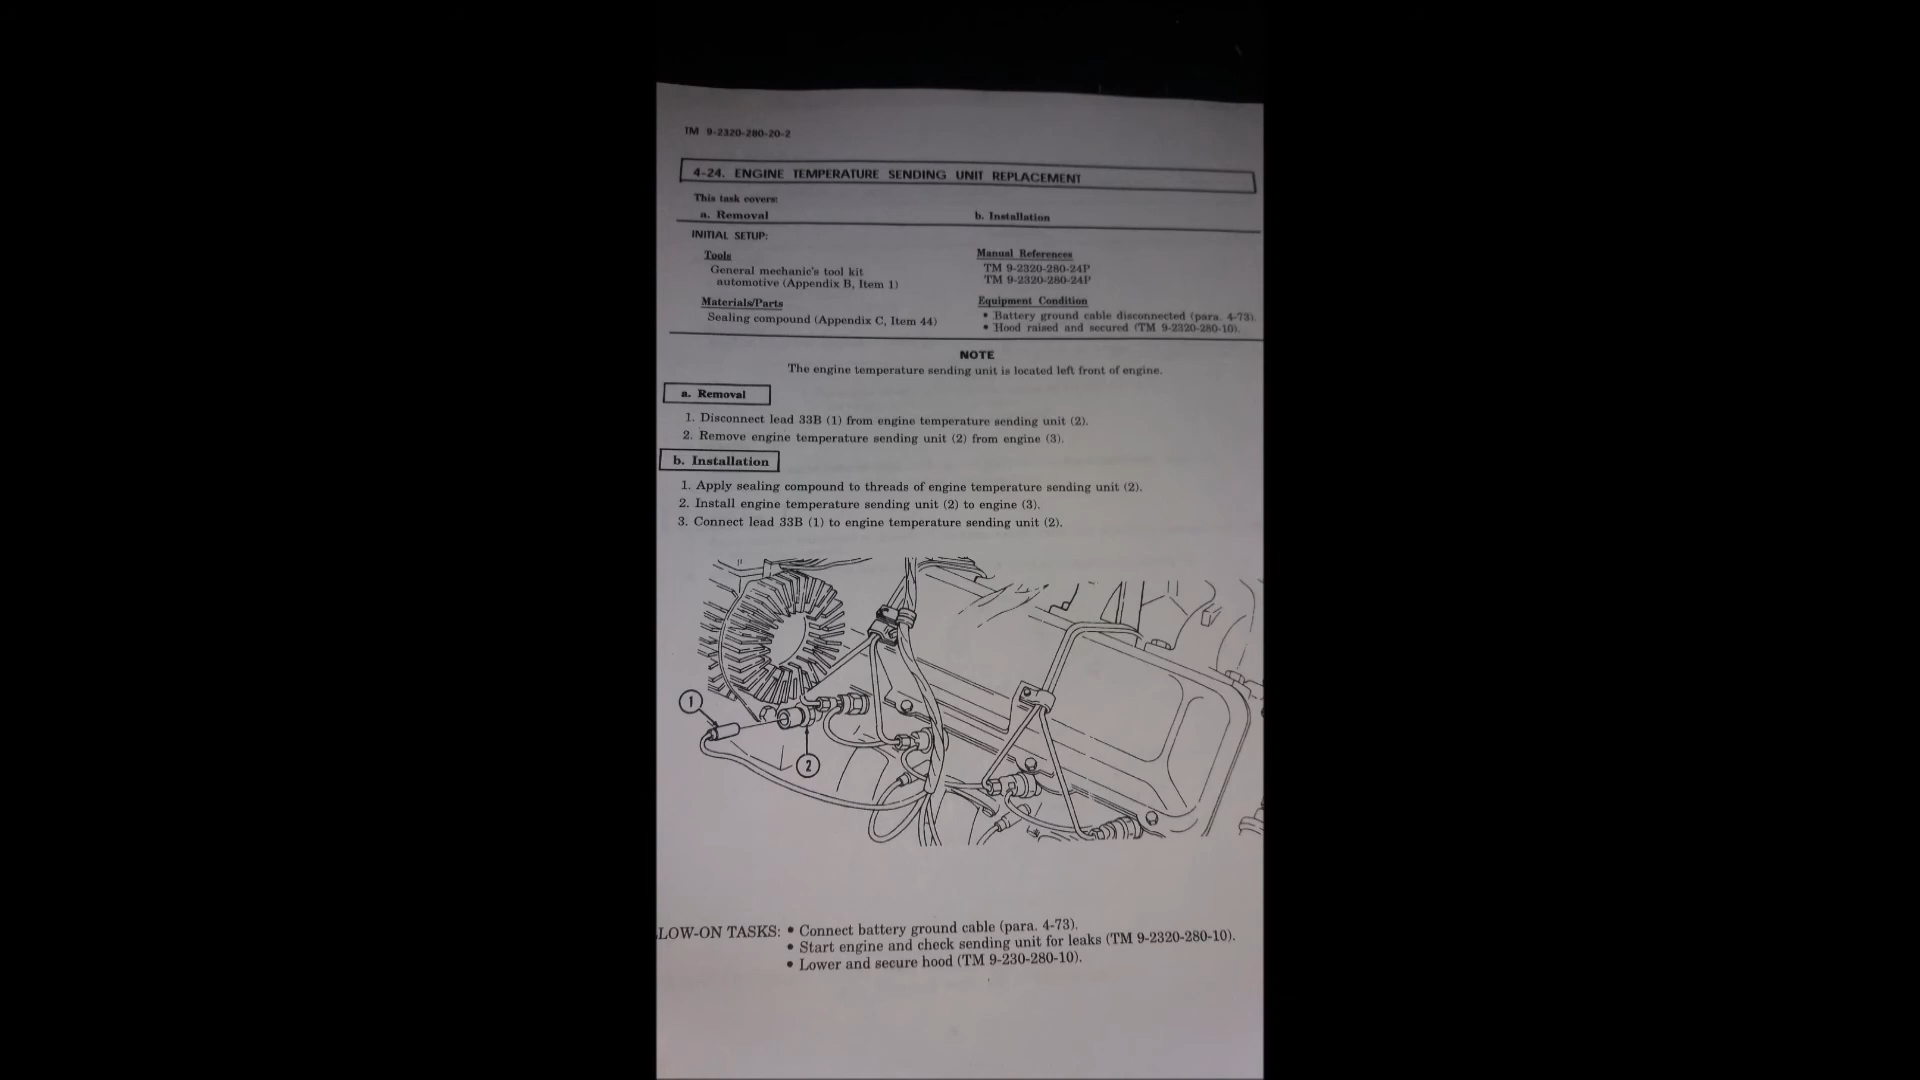 TM 9-2320-280-20-2
4-24. ENGINE TEMPERATURE SENDING UNIT REPLACEMENT
This task covers:
a. Removal
b. Installation
INITIAL SETUP:
Tools
General mechanic's tool kit
automotive (Appendix B, Item 1)
Materials/Parts
Sealing compound (Appendix C, Item 44)
Manual References
TM 9-2320-280-24P
TM 9-2320-280-24P
Equipment Condition
• Battery ground cable disconnected (para. 4-73).
• Hood raised and secured (TM 9-2320-280-10).
NOTE
The engine temperature sending unit is located left front of engine.
a. Removal
1. Disconnect lead 33B (1) from engine temperature sending unit (2).
2. Remove engine temperature sending unit (2) from engine (3).
b. Installation
1. Apply sealing compound to threads of engine temperature sending unit (2).
2. Install engine temperature sending unit (2) to engine (3).
3. Connect lead 33B (1) to engine temperature sending unit (2).
1
2
LOW-ON TASKS: • Connect battery ground cable (para. 4-73).
• Start engine and check sending unit for leaks (TM 9-2320-280-10).
• Lower and secure hood (TM 9-230-280-10).